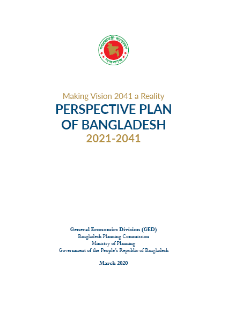 Making Vision 2041 a Reality
PERSPECTIVE PLAN
OF BANGLADESH
2021-2041
General Economics Division (GED)
Bangladesh Planning Commission
Ministry of Planning
Government of the People's Republic of Bangladesh
March 2020